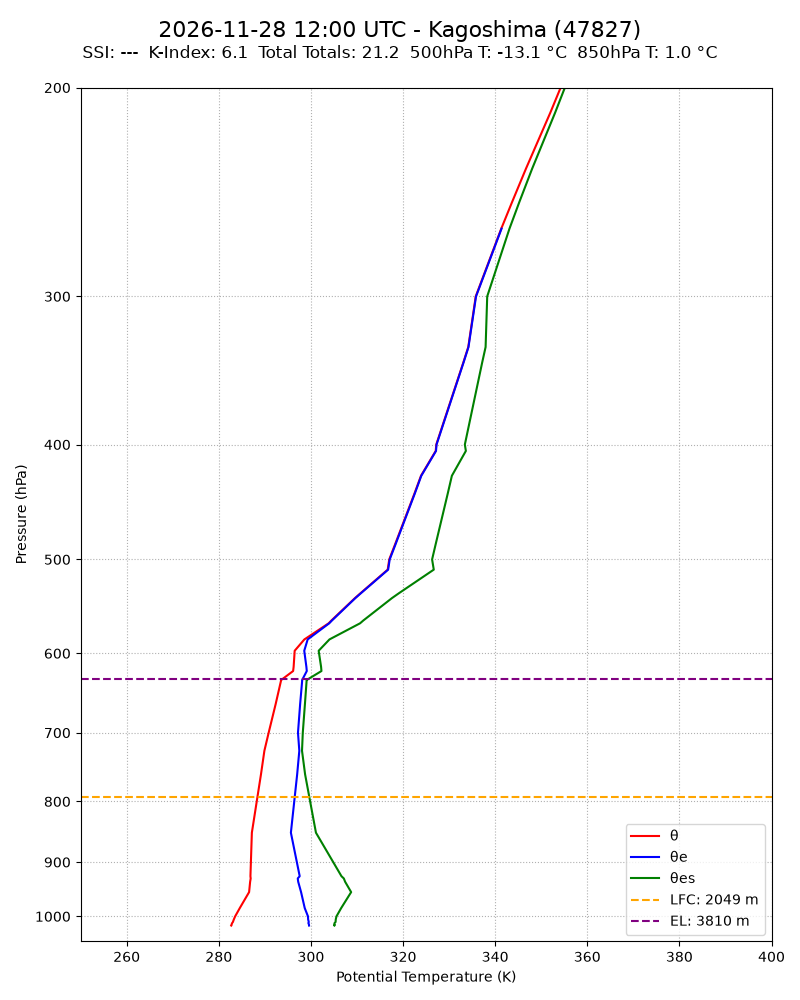 2026-11-28 12:00 UTC - Kagoshima (47827)
SSI: --- K-Index: 6.1 Total Totals: 21.2 500hPa T: -13.1 °C 850hPa T: 1.0 °C
200
300
400
500
600
700
800
900
1000
Pressure (hPa)
260 280 300 320 340 360 380 400
Potential Temperature (K)
θ
θe
θes
LFC: 2049 m
EL: 3810 m